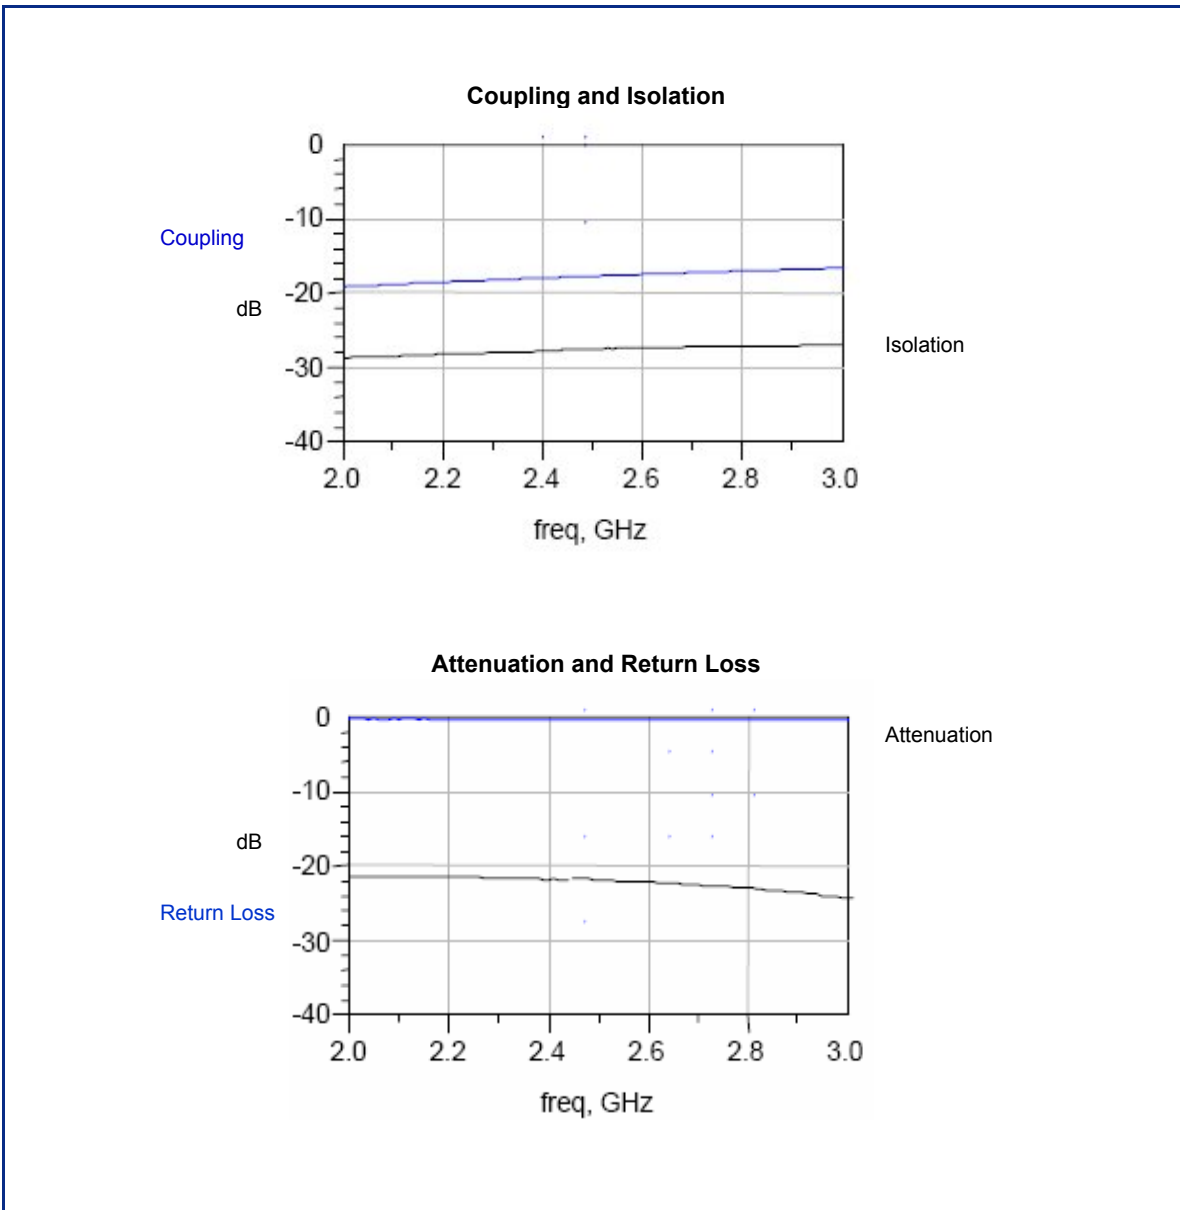 Coupling and Isolation
0
-10
Coupling
-20
dB
Isolation
-30
-40
2.0 2.2 2.4 2.6 2.8 3.0
freq, GHz
Attenuation and Return Loss
0
Attenuation
-10
dB
-20
Return Loss
-30
-40
2.0 2.2 2.4 2.6 2.8 3.0
freq, GHz